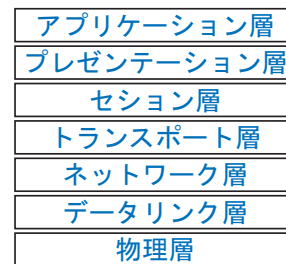 アプリケーション層
プレゼンテーション層
セション層
トランスポート層
ネットワーク層
データリンク層
物理層